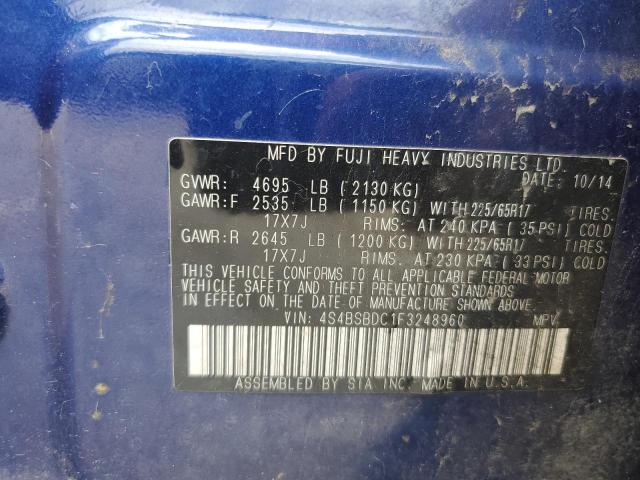 MFD BY FUJI HEAVY INDUSTRIES LTD.
DATE: 10/14
GVWR: 4695 LB (2130 KG)
GAWR:F 2535 LB (1150 KG) WITH 225/65R17 TIRES.
17X7J RIMS. AT 240 KPA (35 PSI) COLD
GAWR:R 2645 LB (1200 KG) WITH 225/65R17 TIRES.
17X7J RIMS. AT 230 KPA (33 PSI) COLD
THIS VEHICLE CONFORMS TO ALL APPLICABLE FEDERAL MOTOR
VEHICLE SAFETY AND THEFT PREVENTION STANDARDS
IN EFFECT ON THE DATE OF MANUFACTURE SHOWN ABOVE.
VIN: 4S4BSBDC1F3248960 MPV
ASSEMBLED BY SIA INC. MADE IN U.S.A.